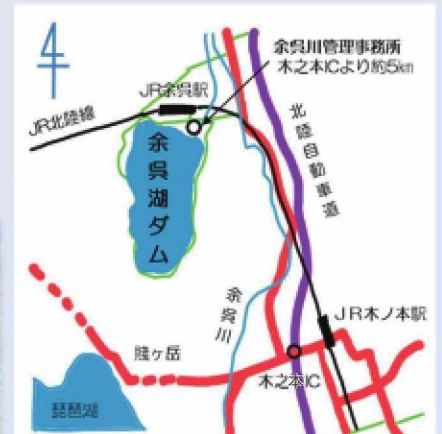 余呉川管理事務所
木之本ICより約5km
JR余呉駅
JR北陸線
北陸自動車道
余呉湖ダム
余呉川
JR木ノ本駅
賤ヶ岳
木之本IC
琵琶湖